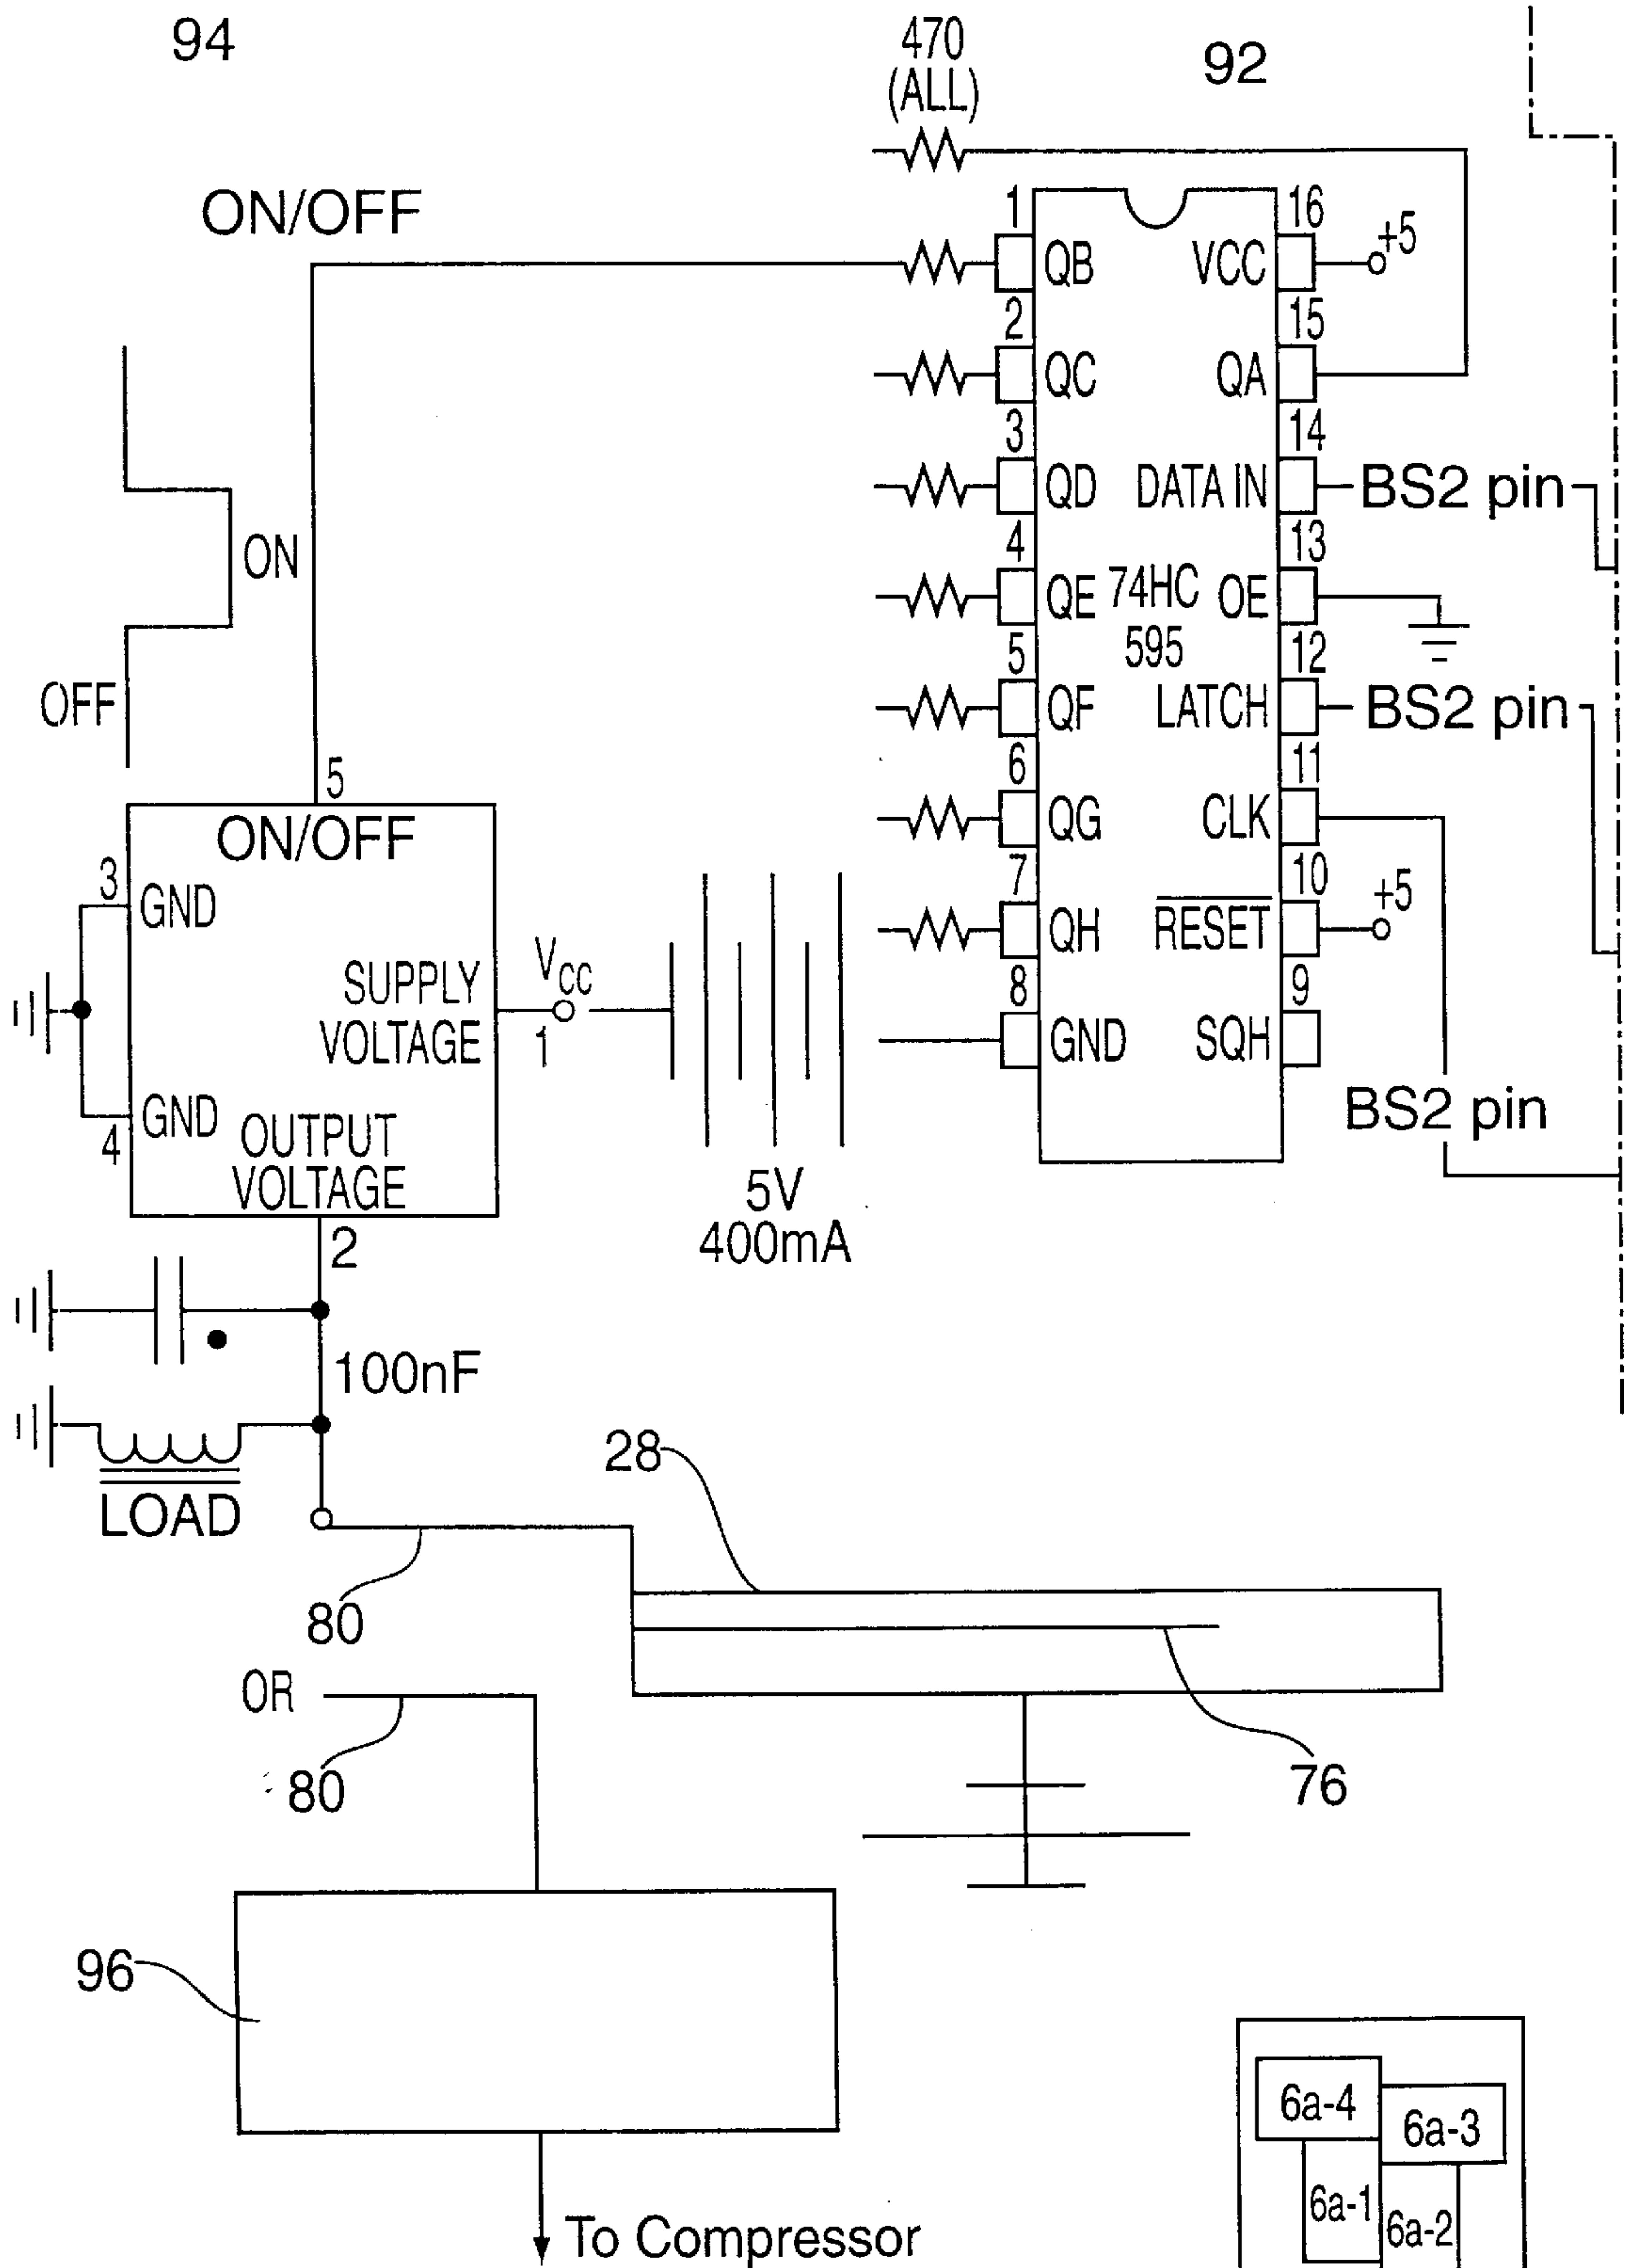 94
470
(ALL)
92
ON/OFF
1
16
QB
VCC
+5
2
15
QC
QA
3
14
QD
DATA IN
BS2 pin
ON
4
13
QE
74HC
595
OE
5
12
OFF
QF
LATCH
BS2 pin
6
11
5
QG
CLK
ON/OFF
7
10
+5
3
GND
QH
RESET
SUPPLY
VOLTAGE
VCC
1
8
9
GND
SQH
4
GND
OUTPUT
VOLTAGE
BS2 pin
5V
400mA
2
100nF
28
LOAD
80
OR
80
76
96
6a-4
6a-3
6a-1
6a-2
To Compressor